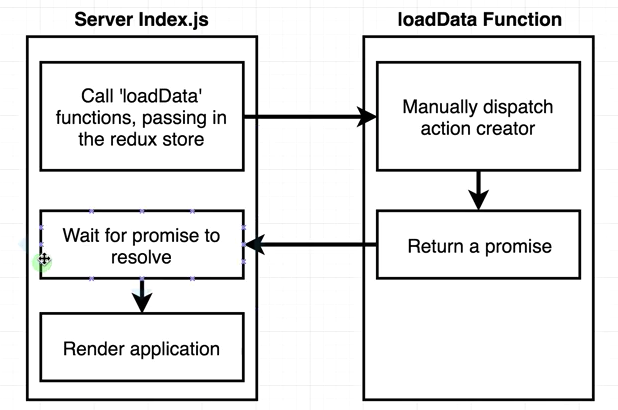 Server Index.js
loadData Function
Call 'loadData'
functions, passing in
the redux store
Manually dispatch
action creator
Wait for promise to
resolve
Return a promise
Render application